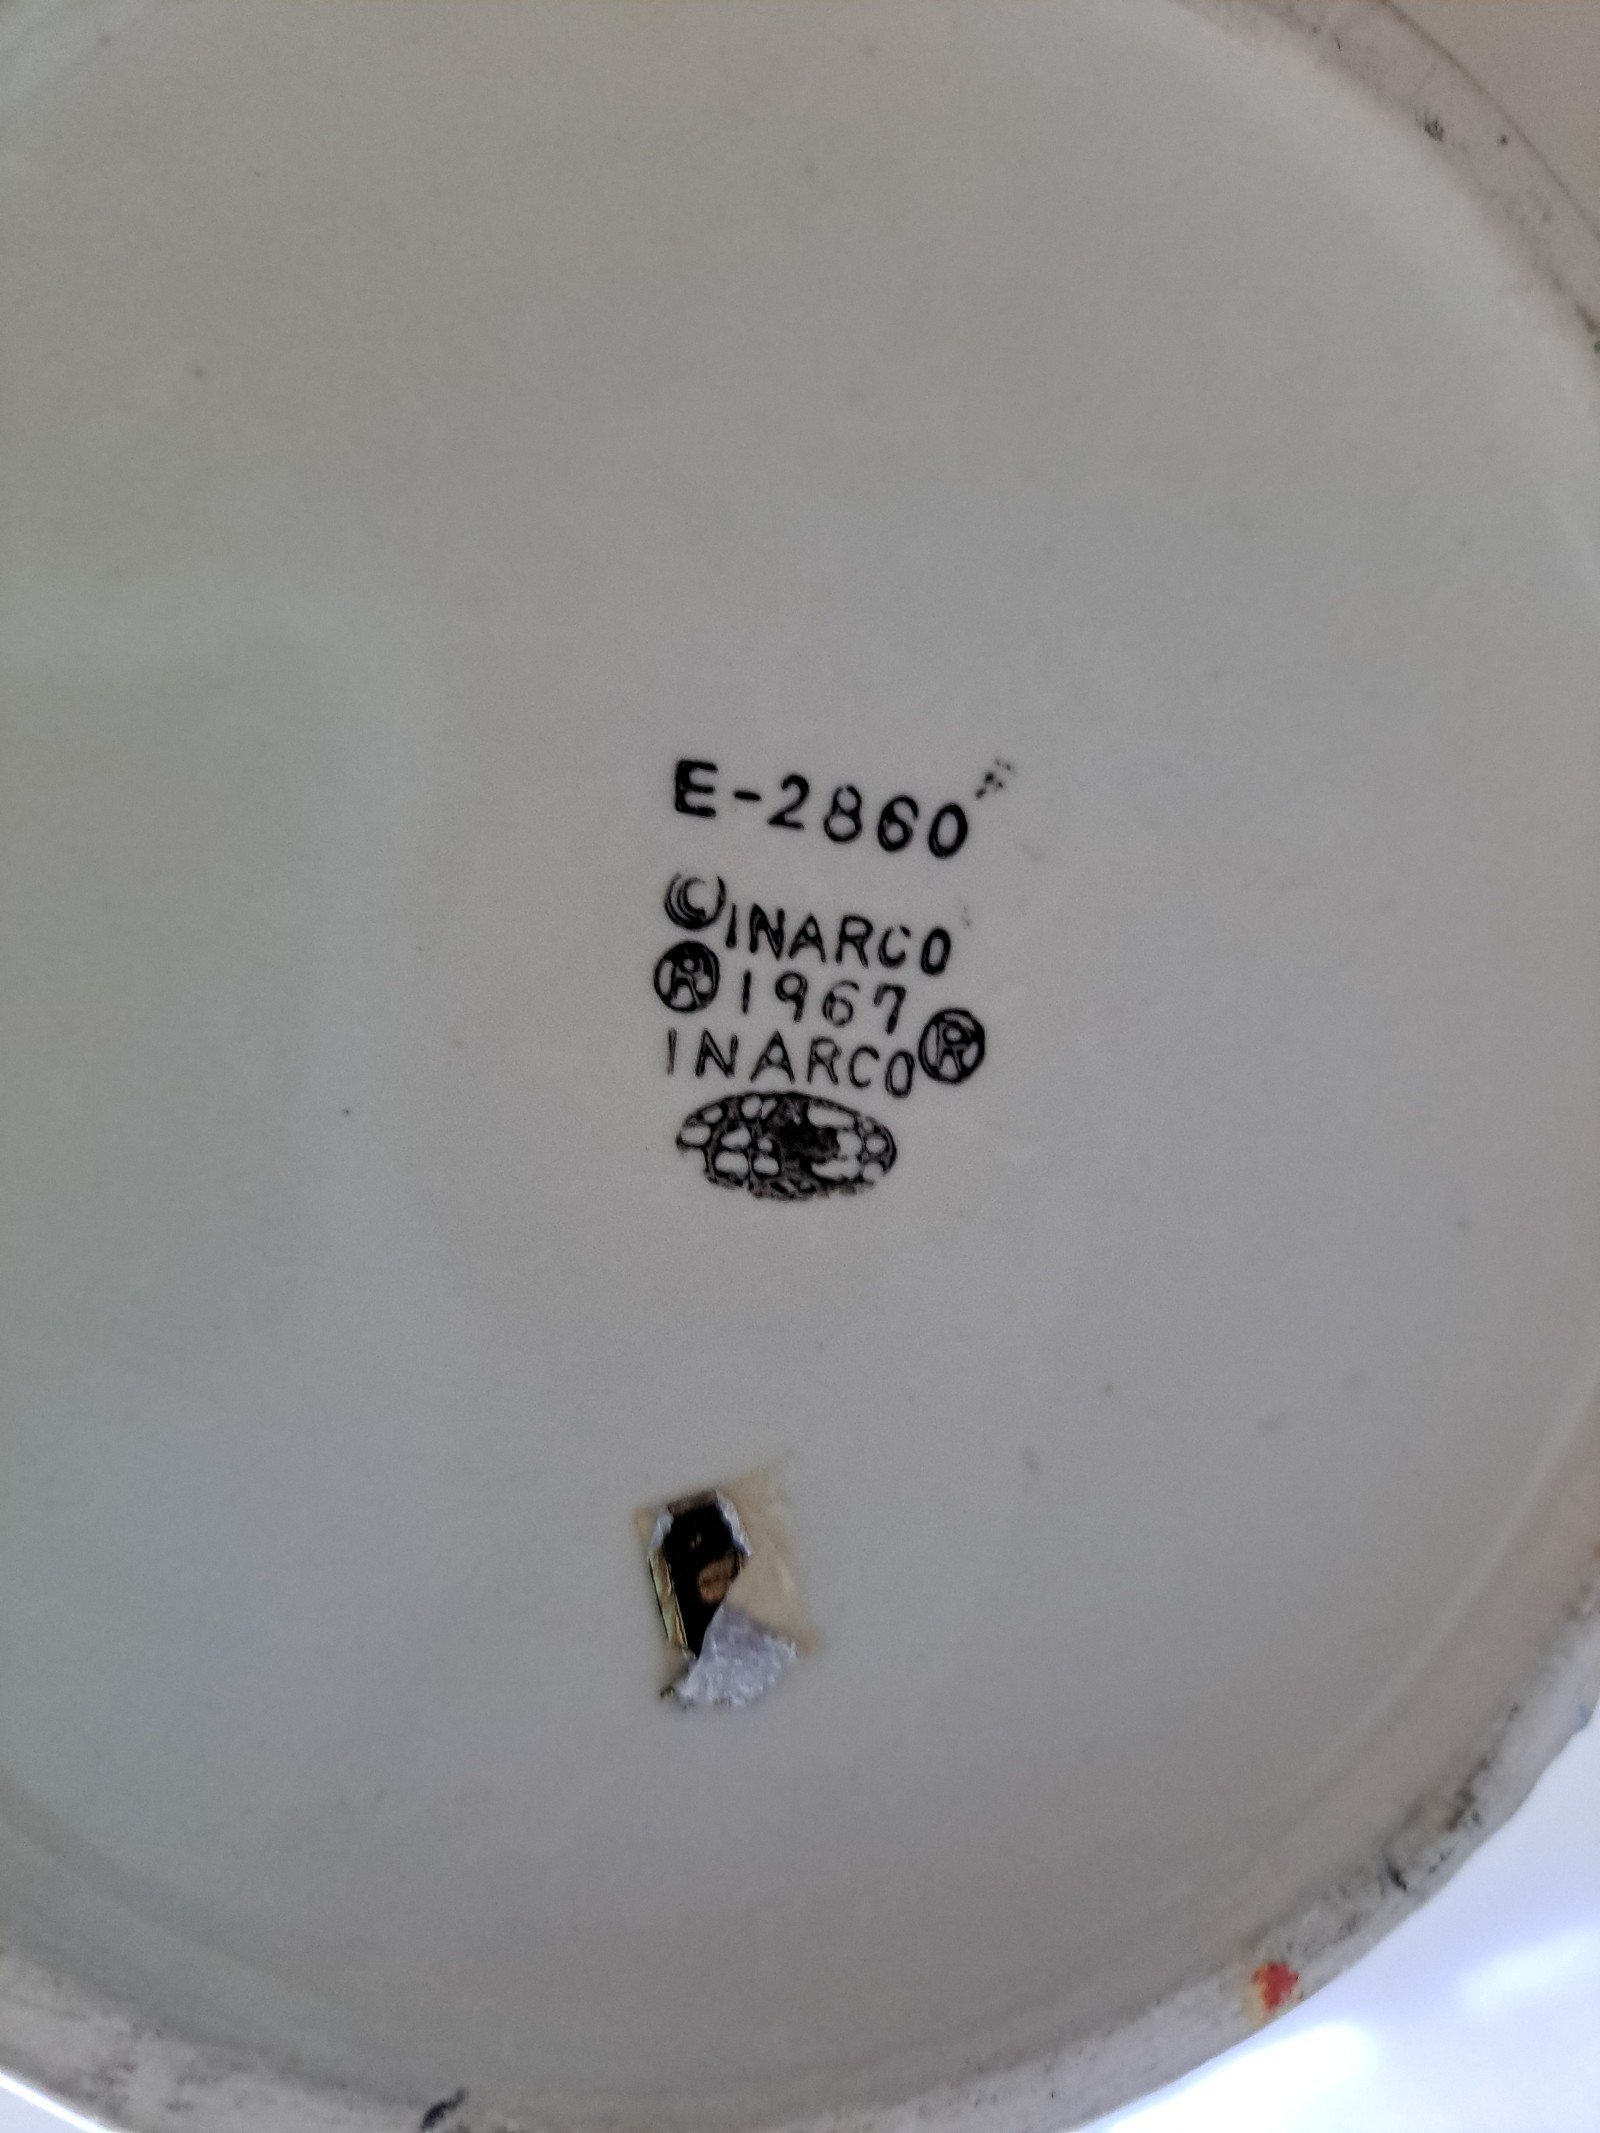 E-2860
©INARCO
® 1967
INARCO ®